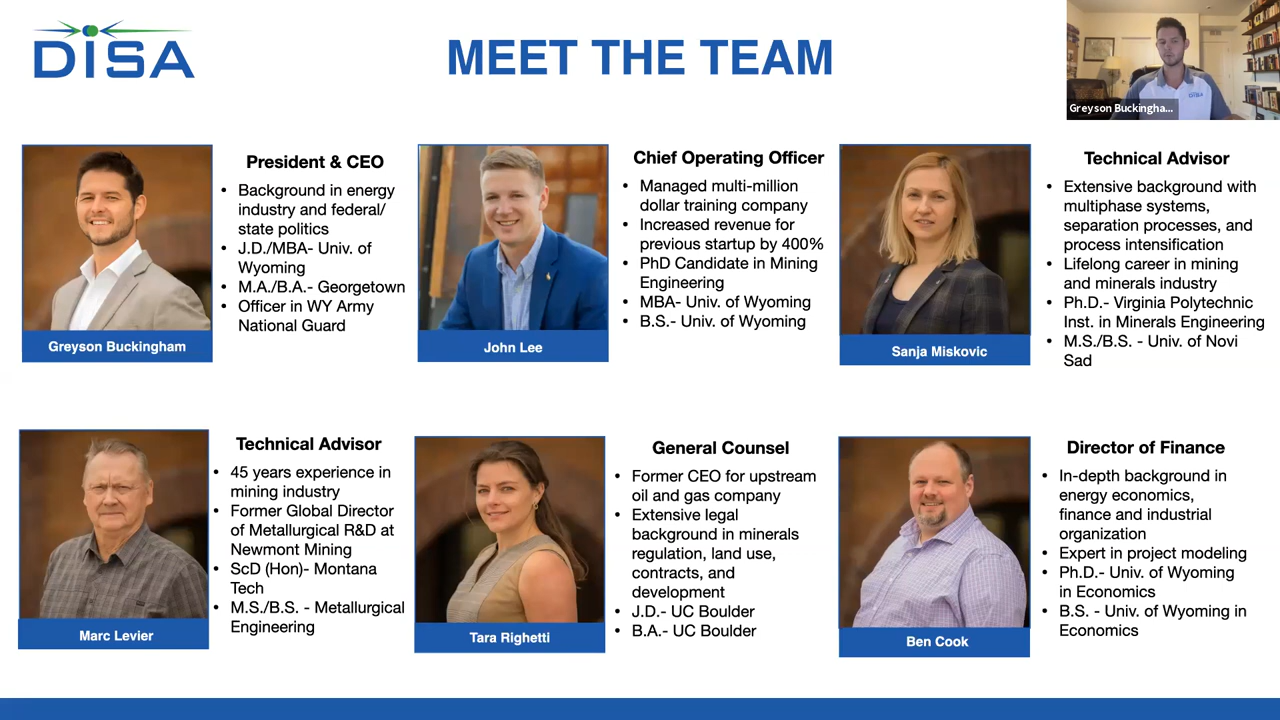 DISA
MEET THE TEAM
DISA
Greyson Buckingha...
President & CEO
• Background in energy
industry and federal/
state politics
• J.D./MBA- Univ. of
Wyoming
• M.A./B.A.- Georgetown
• Officer in WY Army
National Guard
Greyson Buckingham
Chief Operating Officer
• Managed multi-million
dollar training company
• Increased revenue for
previous startup by 400%
• PhD Candidate in Mining
Engineering
• MBA- Univ. of Wyoming
• B.S.- Univ. of Wyoming
John Lee
Technical Advisor
• Extensive background with
multiphase systems,
separation processes, and
process intensification
• Lifelong career in mining
and minerals industry
• Ph.D.- Virginia Polytechnic
Inst. in Minerals Engineering
• M.S./B.S. - Univ. of Novi
Sad
Sanja Miskovic
Technical Advisor
• 45 years experience in
mining industry
• Former Global Director
of Metallurgical R&D at
Newmont Mining
• ScD (Hon)- Montana
Tech
• M.S./B.S. - Metallurgical
Engineering
Marc Levier
General Counsel
• Former CEO for upstream
oil and gas company
• Extensive legal
background in minerals
regulation, land use,
contracts, and
development
• J.D.- UC Boulder
• B.A.- UC Boulder
Tara Righetti
Director of Finance
• In-depth background in
energy economics,
finance and industrial
organization
• Expert in project modeling
• Ph.D.- Univ. of Wyoming
in Economics
• B.S. - Univ. of Wyoming in
Economics
Ben Cook